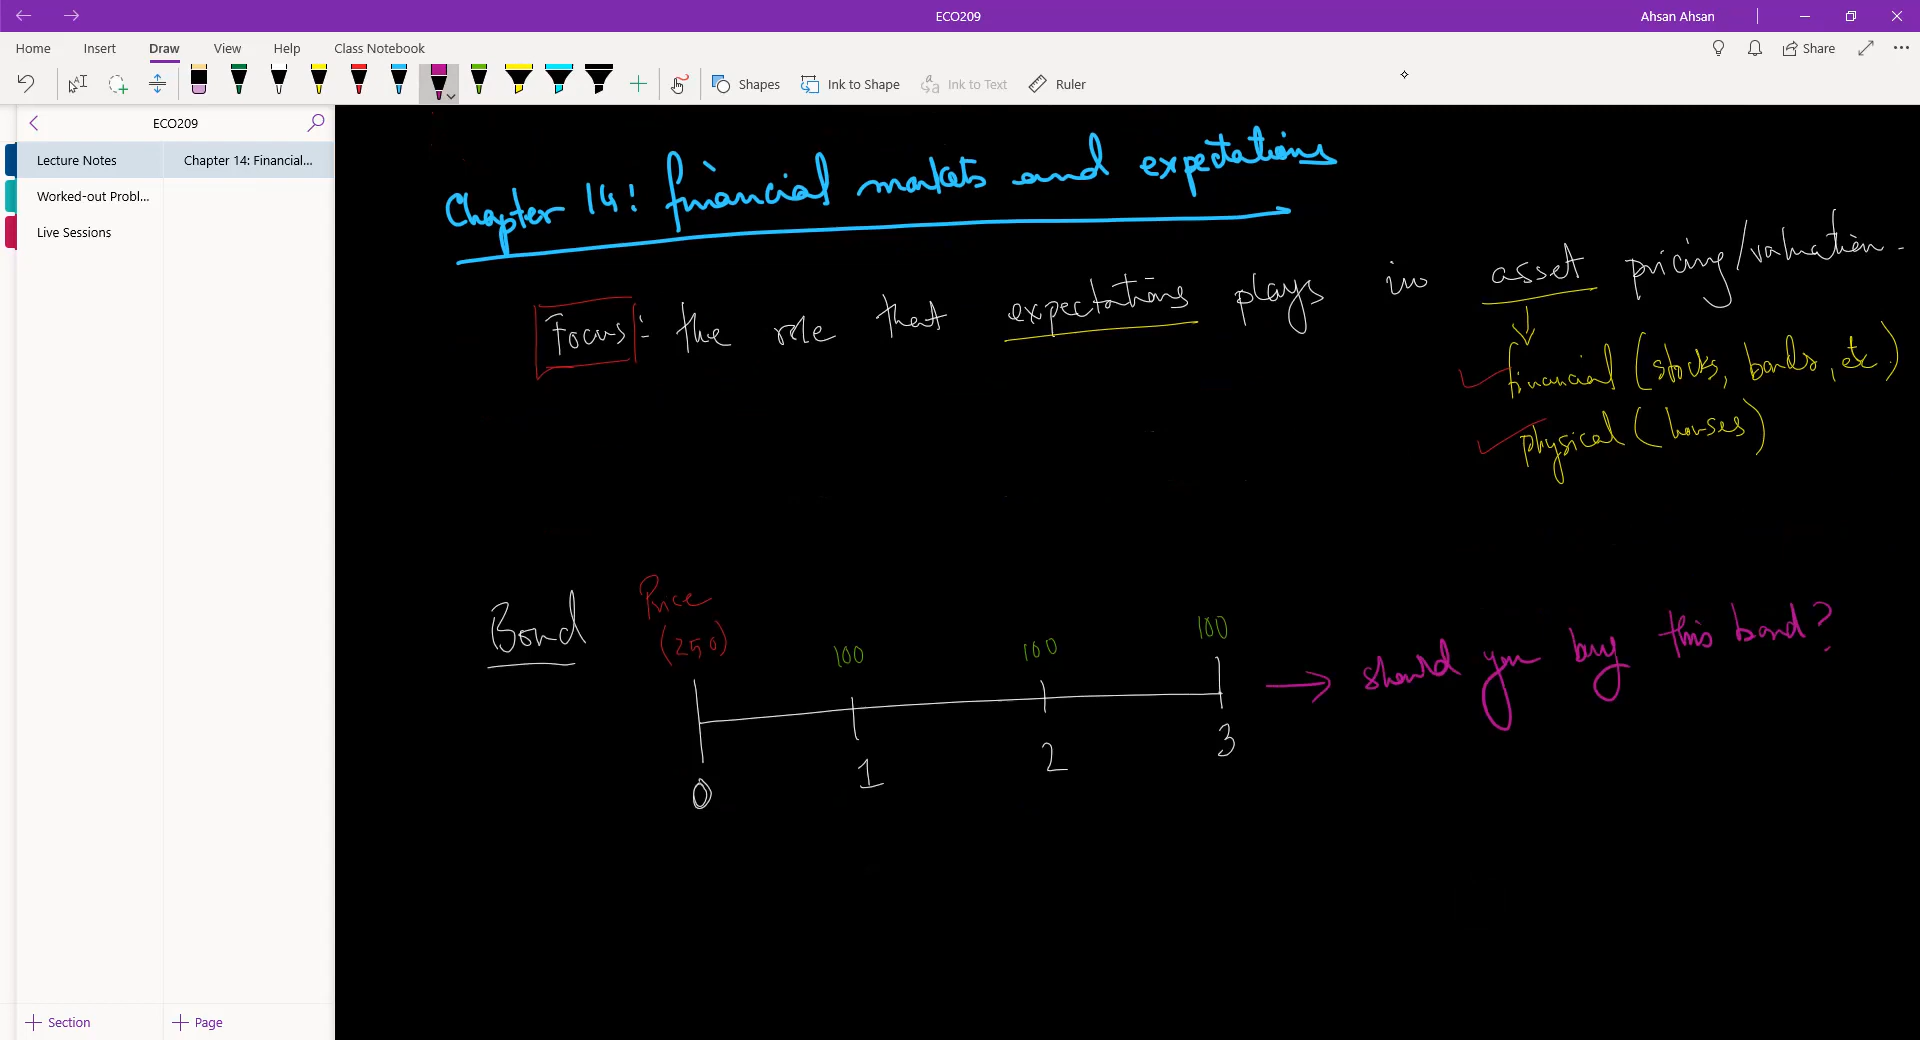 ECO209
Ahsan Ahsan
Home Insert Draw View Help Class Notebook
Share
Shapes Ink to Shape Ink to Text Ruler
ECO209
Lecture Notes
Chapter 14: Financial...
Worked-out Probl...
Live Sessions
Chapter 14: financial markets and expectations
Focus: the role that expectations plays in asset pricing/valuation.
financial (stocks, bonds, etc)
physical (houses)
Bond
Price
(250)
100
100
100
should you buy this bond?
0
1
2
3
Section
Page